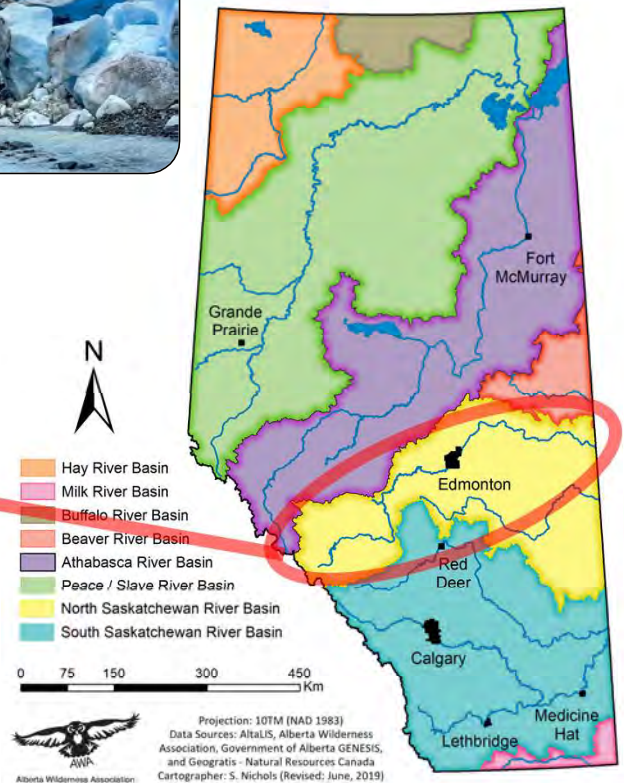 Fort
McMurray
Grande
Prairie
N
Edmonton
Hay River Basin
Milk River Basin
Buffalo River Basin
Beaver River Basin
Athabasca River Basin
Peace / Slave River Basin
North Saskatchewan River Basin
South Saskatchewan River Basin
Red
Deer
Calgary
Medicine
Hat
Lethbridge
0 75 150 300 450
Km
AWA
Alberta Wilderness Association
Projection: 10TM (NAD 1983)
Data Sources: AltaLIS, Alberta Wilderness
Association, Government of Alberta GENESIS,
and Geogratis - Natural Resources Canada
Cartographer: S. Nichols (Revised: June, 2019)